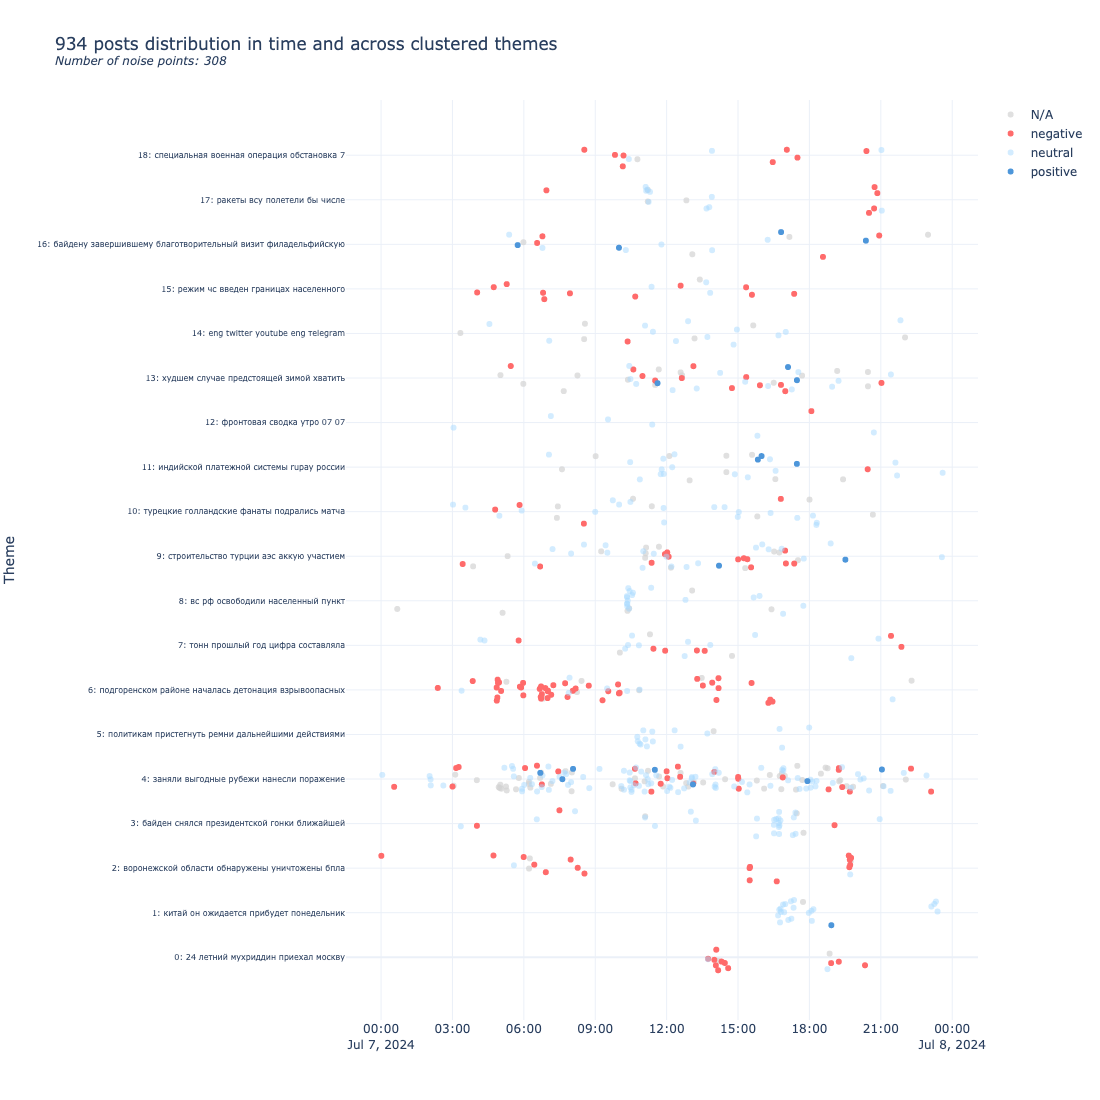 934 posts distribution in time and across clustered themes
Number of noise points: 308
N/A
negative
neutral
positive
Theme
18: специальная военная операция обстановка 7
17: ракеты всу полетели бы числе
16: байдену завершившему благотворительный визит филадельфийскую
15: режим чс введен границах населенного
14: eng twitter youtube eng telegram
13: худшем случае предстоящей зимой хватить
12: фронтовая сводка утро 07 07
11: индийской платежной системы rupay россии
10: турецкие голландские фанаты подрались матча
9: строительство турции аэс аккую участием
8: вс рф освободили населенный пункт
7: тонн прошлый год цифра составляла
6: подгоренском районе началась детонация взрывоопасных
5: политикам пристегнуть ремни дальнейшими действиями
4: заняли выгодные рубежи нанесли поражение
3: байден снялся президентской гонки ближайшей
2: воронежской области обнаружены уничтожены бпла
1: китай он ожидается прибудет понедельник
0: 24 летний мухриддин приехал москву
00:00 03:00 06:00 09:00 12:00 15:00 18:00 21:00 00:00
Jul 7, 2024 Jul 8, 2024